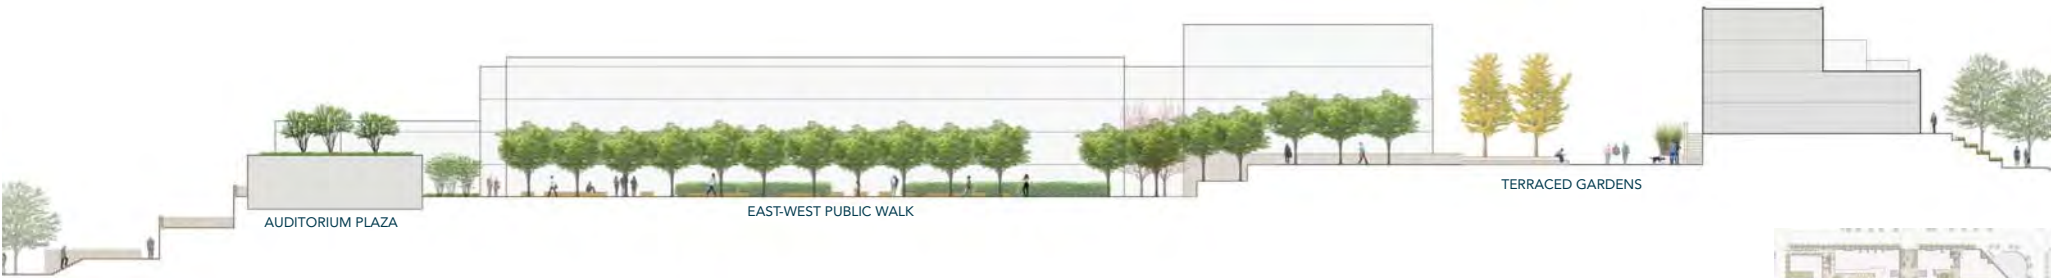 AUDITORIUM PLAZA
EAST-WEST PUBLIC WALK
TERRACED GARDENS